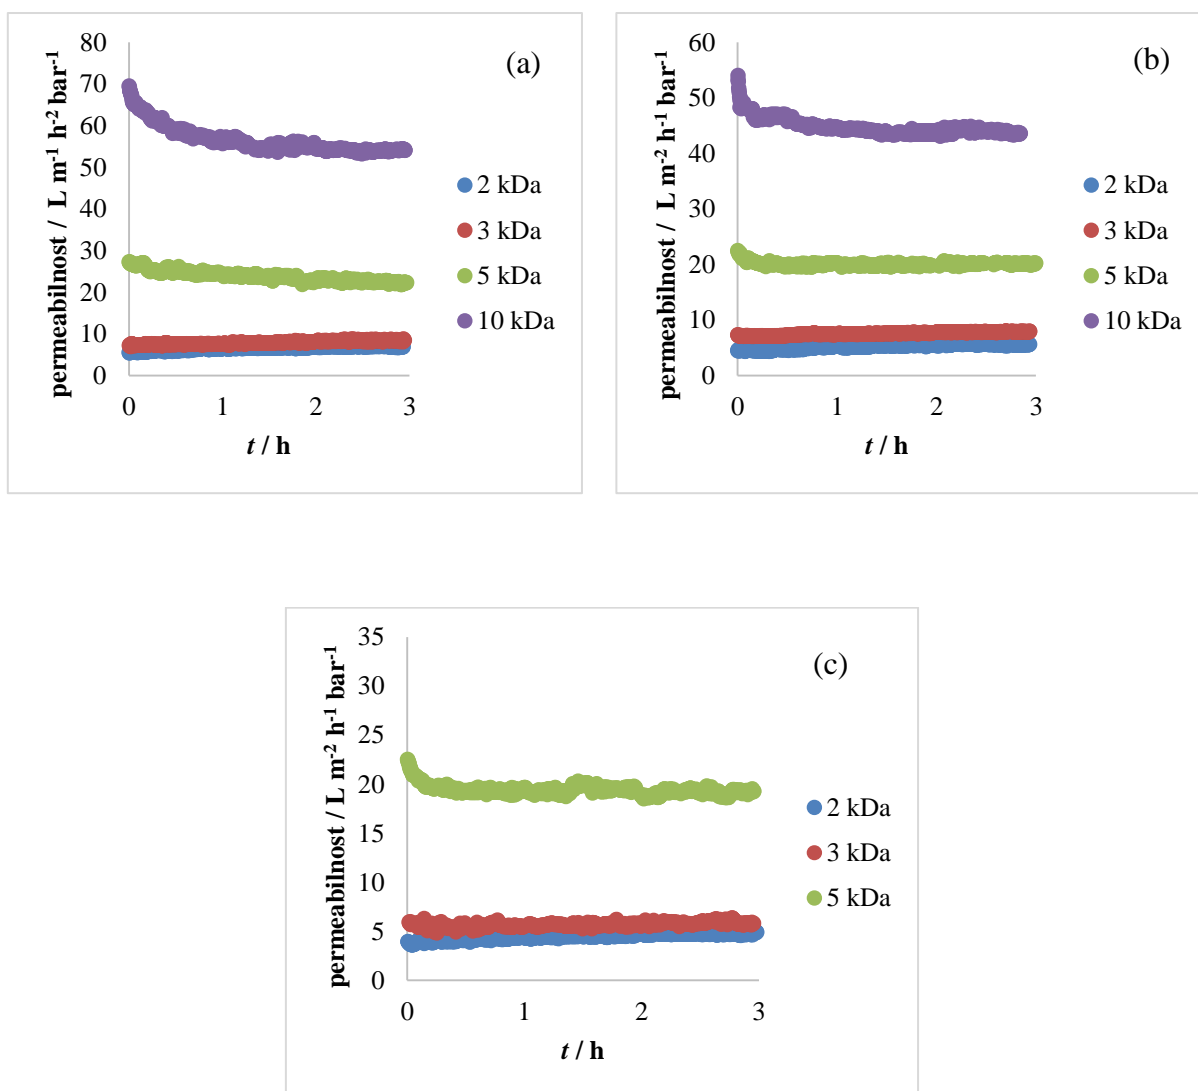 (a)
permeabilnost / L m⁻¹ h⁻² bar⁻¹
80
70
60
50
40
30
20
10
0
0 1 2 3
t / h
2 kDa
3 kDa
5 kDa
10 kDa
(b)
permeabilnost / L m⁻² h⁻¹ bar⁻¹
60
50
40
30
20
10
0
0 1 2 3
t / h
2 kDa
3 kDa
5 kDa
10 kDa
(c)
permeabilnost / L m⁻² h⁻¹ bar⁻¹
35
30
25
20
15
10
5
0
0 1 2 3
t / h
2 kDa
3 kDa
5 kDa